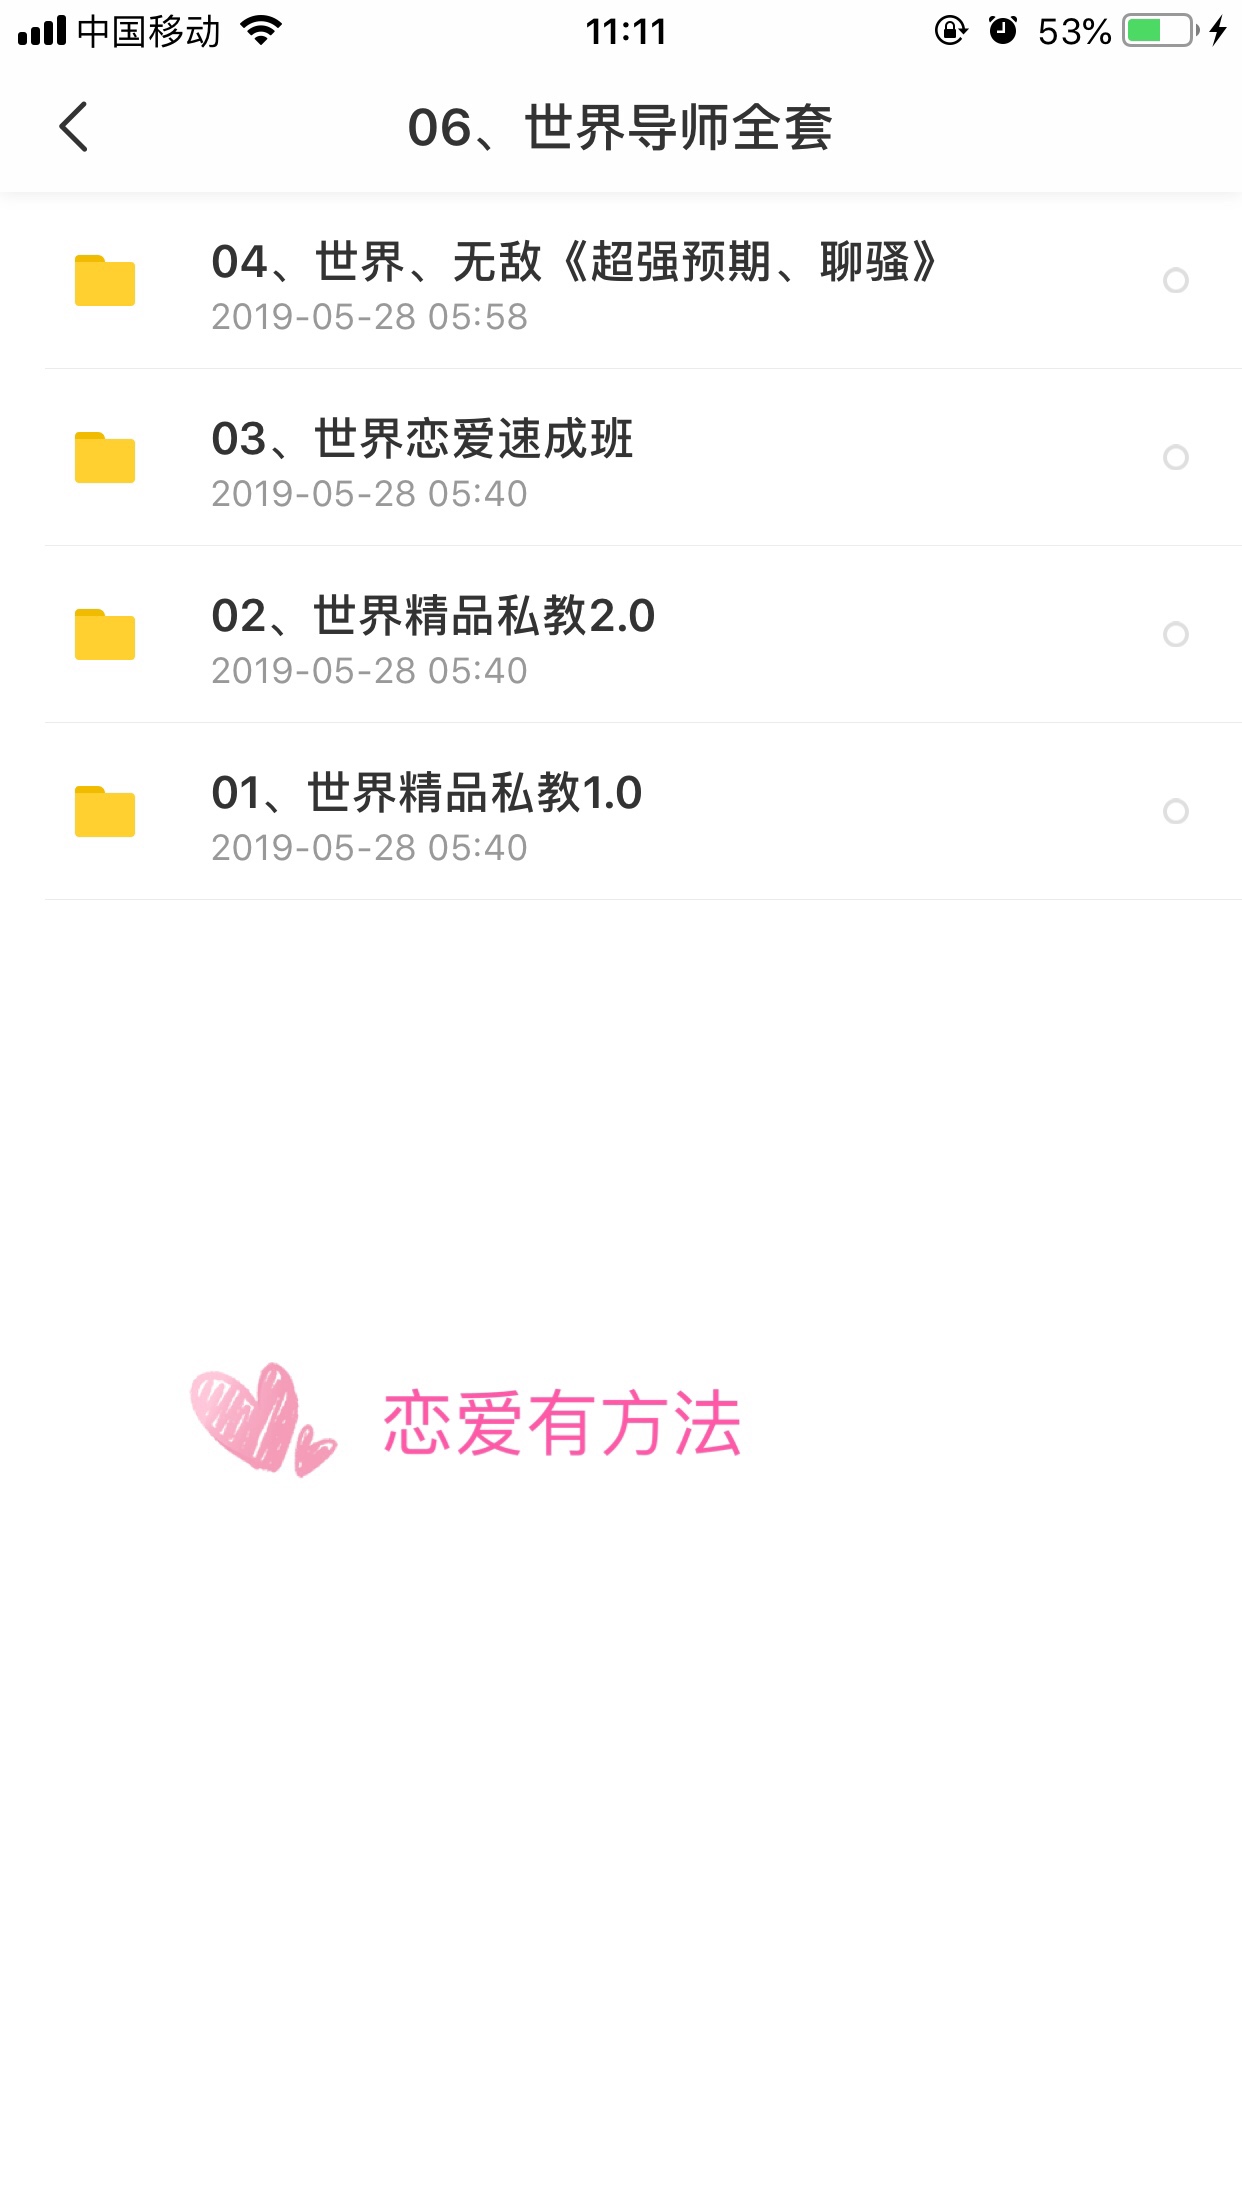 中国移动 11:11 53%
06、世界导师全套
04、世界、无敌《超强预期、聊骚》
2019-05-28 05:58
03、世界恋爱速成班
2019-05-28 05:40
02、世界精品私教2.0
2019-05-28 05:40
01、世界精品私教1.0
2019-05-28 05:40
恋爱有方法